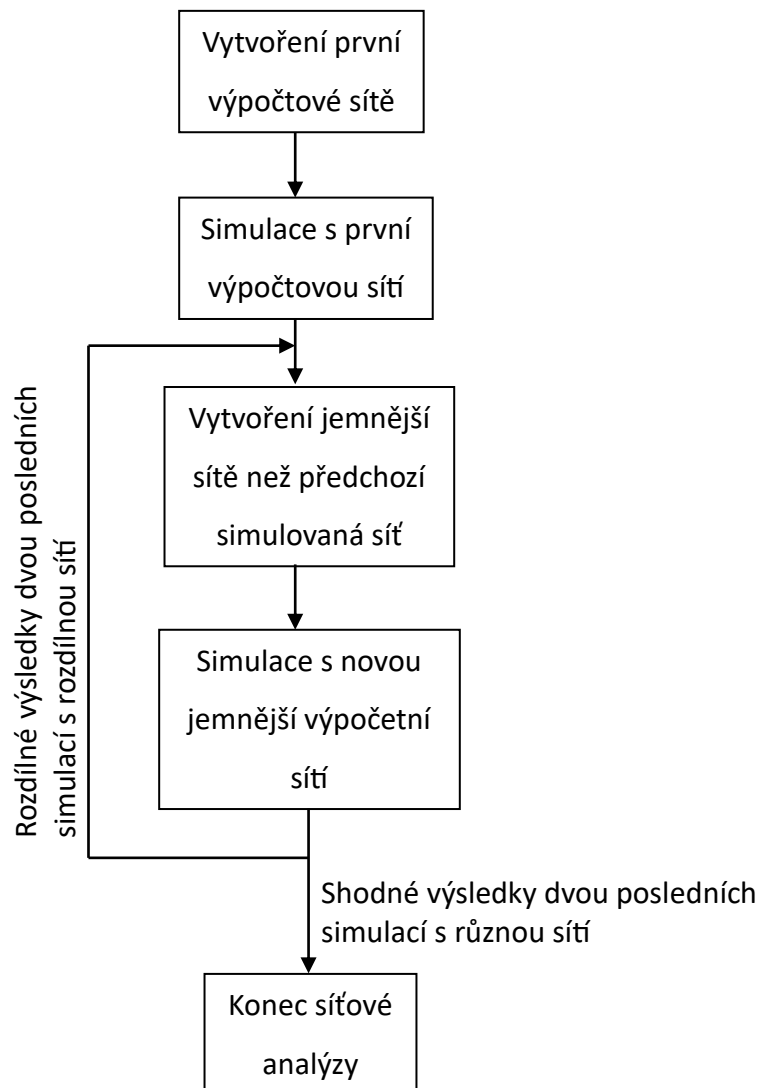 Vytvoření první
výpočtové sítě
Simulace s první
výpočtovou sítí
Rozdílné výsledky dvou posledních
simulací s rozdílnou sítí
Vytvoření jemnější
sítě než předchozí
simulovaná síť
Simulace s novou
jemnější výpočetní
sítí
Shodné výsledky dvou posledních
simulací s různou sítí
Konec síťové
analýzy